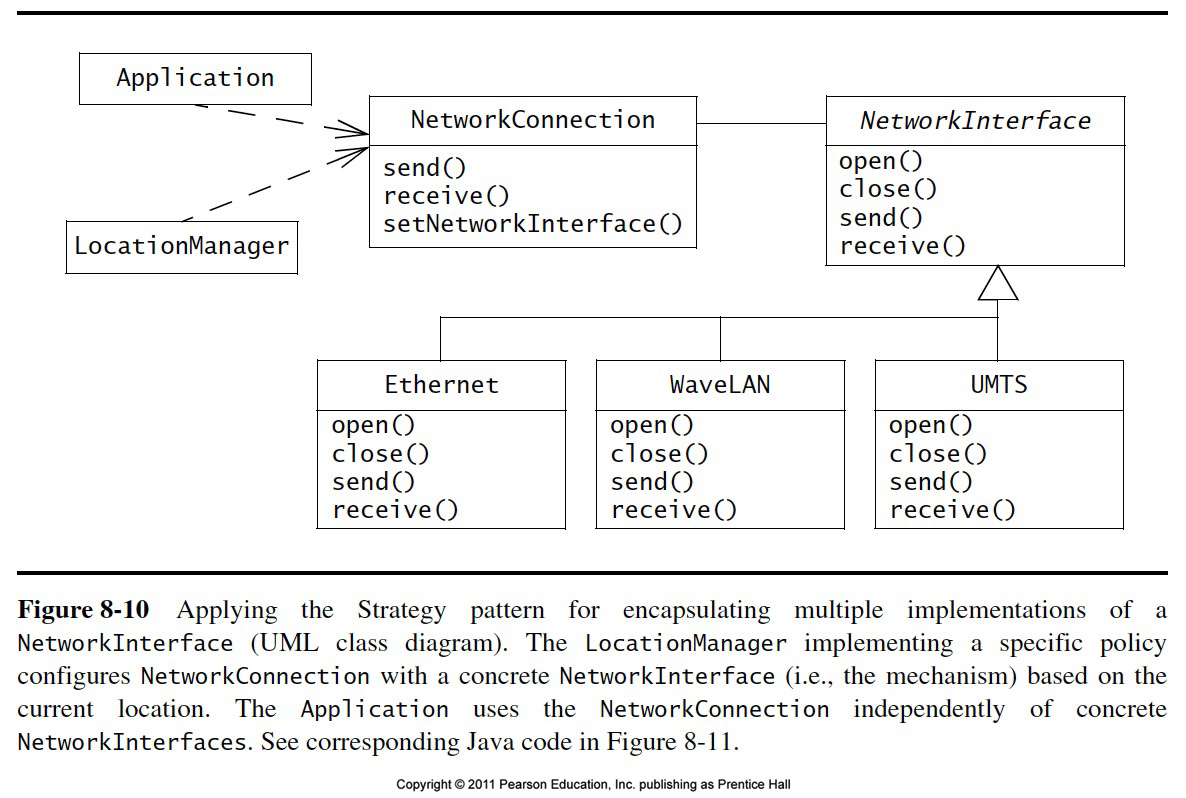 Application
NetworkConnection
send()
receive()
setNetworkInterface()
NetworkInterface
open()
close()
send()
receive()
LocationManager
Ethernet
open()
close()
send()
receive()
WaveLAN
open()
close()
send()
receive()
UMTS
open()
close()
send()
receive()
Figure 8-10 Applying the Strategy pattern for encapsulating multiple implementations of a
NetworkInterface (UML class diagram). The LocationManager implementing a specific policy
configures NetworkConnection with a concrete NetworkInterface (i.e., the mechanism) based on the
current location. The Application uses the NetworkConnection independently of concrete
NetworkInterfaces. See corresponding Java code in Figure 8-11.
Copyright © 2011 Pearson Education, Inc. publishing as Prentice Hall